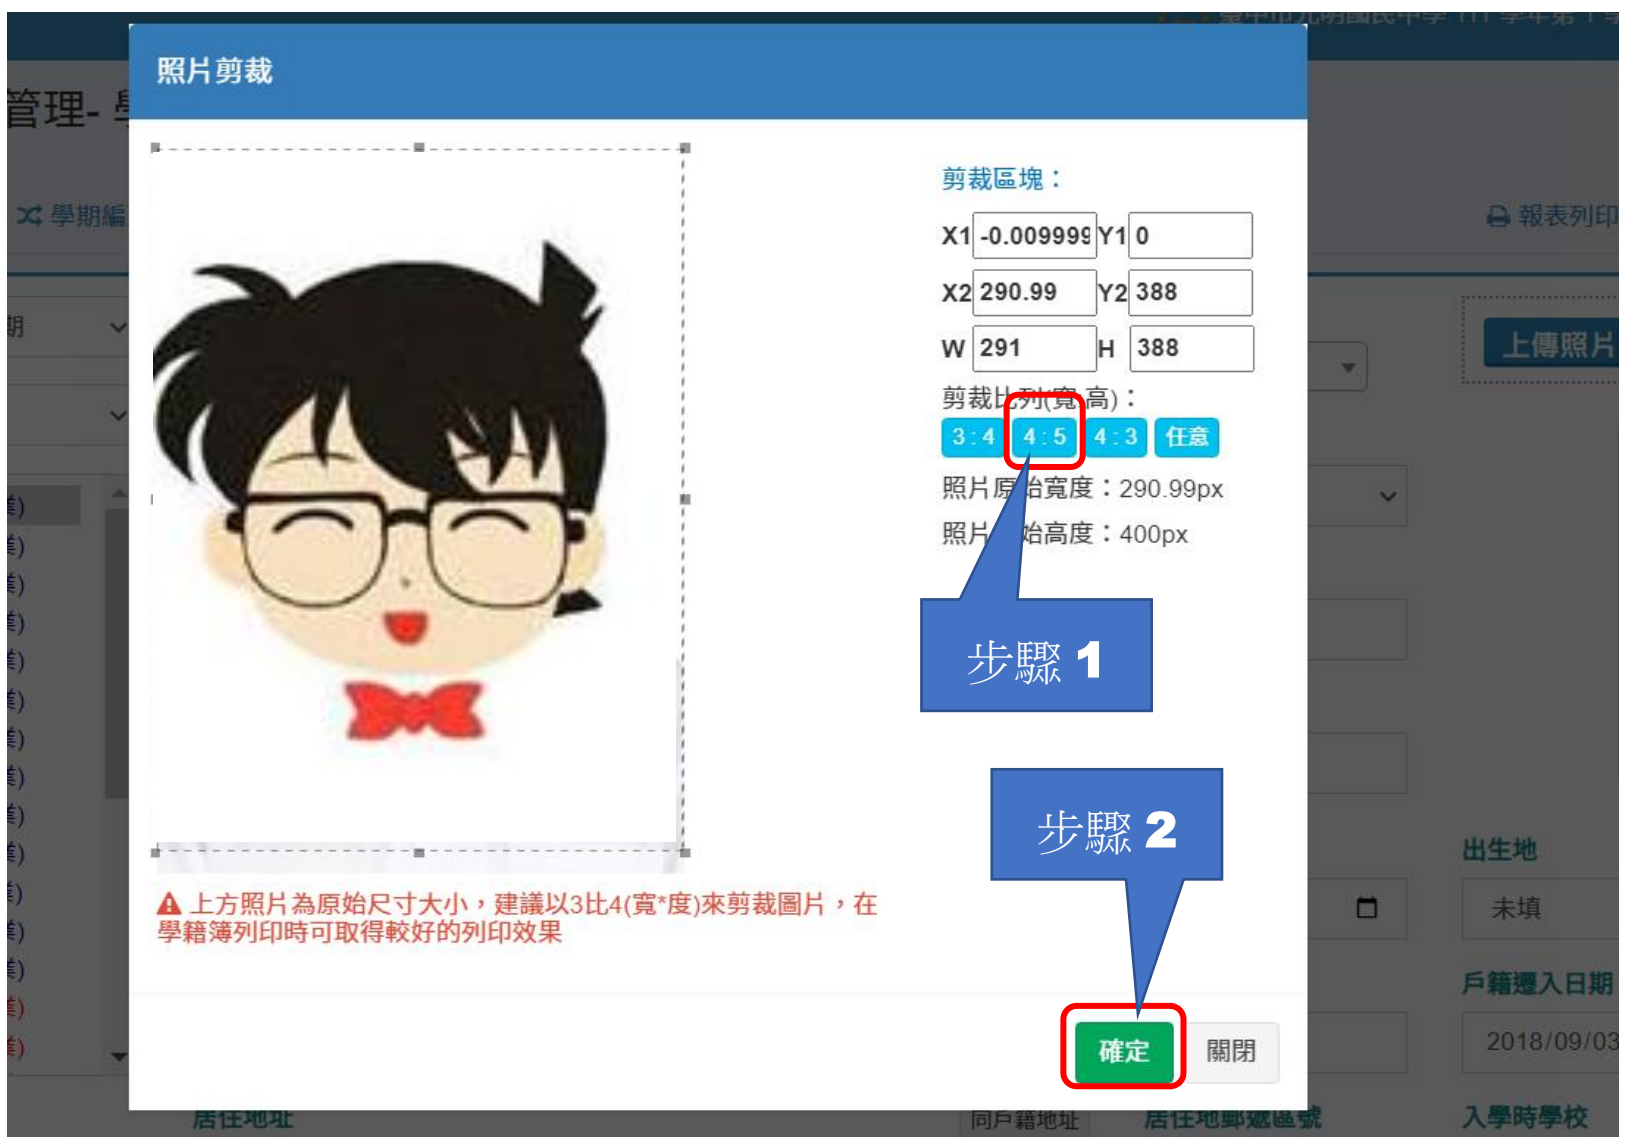 照片剪裁
管理-
學期編
報表列印
期
上傳照片
剪裁區塊：
X1 -0.009999 Y1 0
X2 290.99 Y2 388
W 291 H 388
剪裁比列(寬:高)：
3 : 4 4 : 5 4 : 3 任意
照片原始寬度：290.99px
照片始高度：400px
步驟 1
步驟 2
上方照片為原始尺寸大小，建議以3比4(寬*度)來剪裁圖片，在
學籍簿列印時可取得較好的列印效果
確定 關閉
出生地
未填
戶籍遷入日期
2018/09/03
居住地址
同戶籍地址
居住地郵遞區號
入學時學校